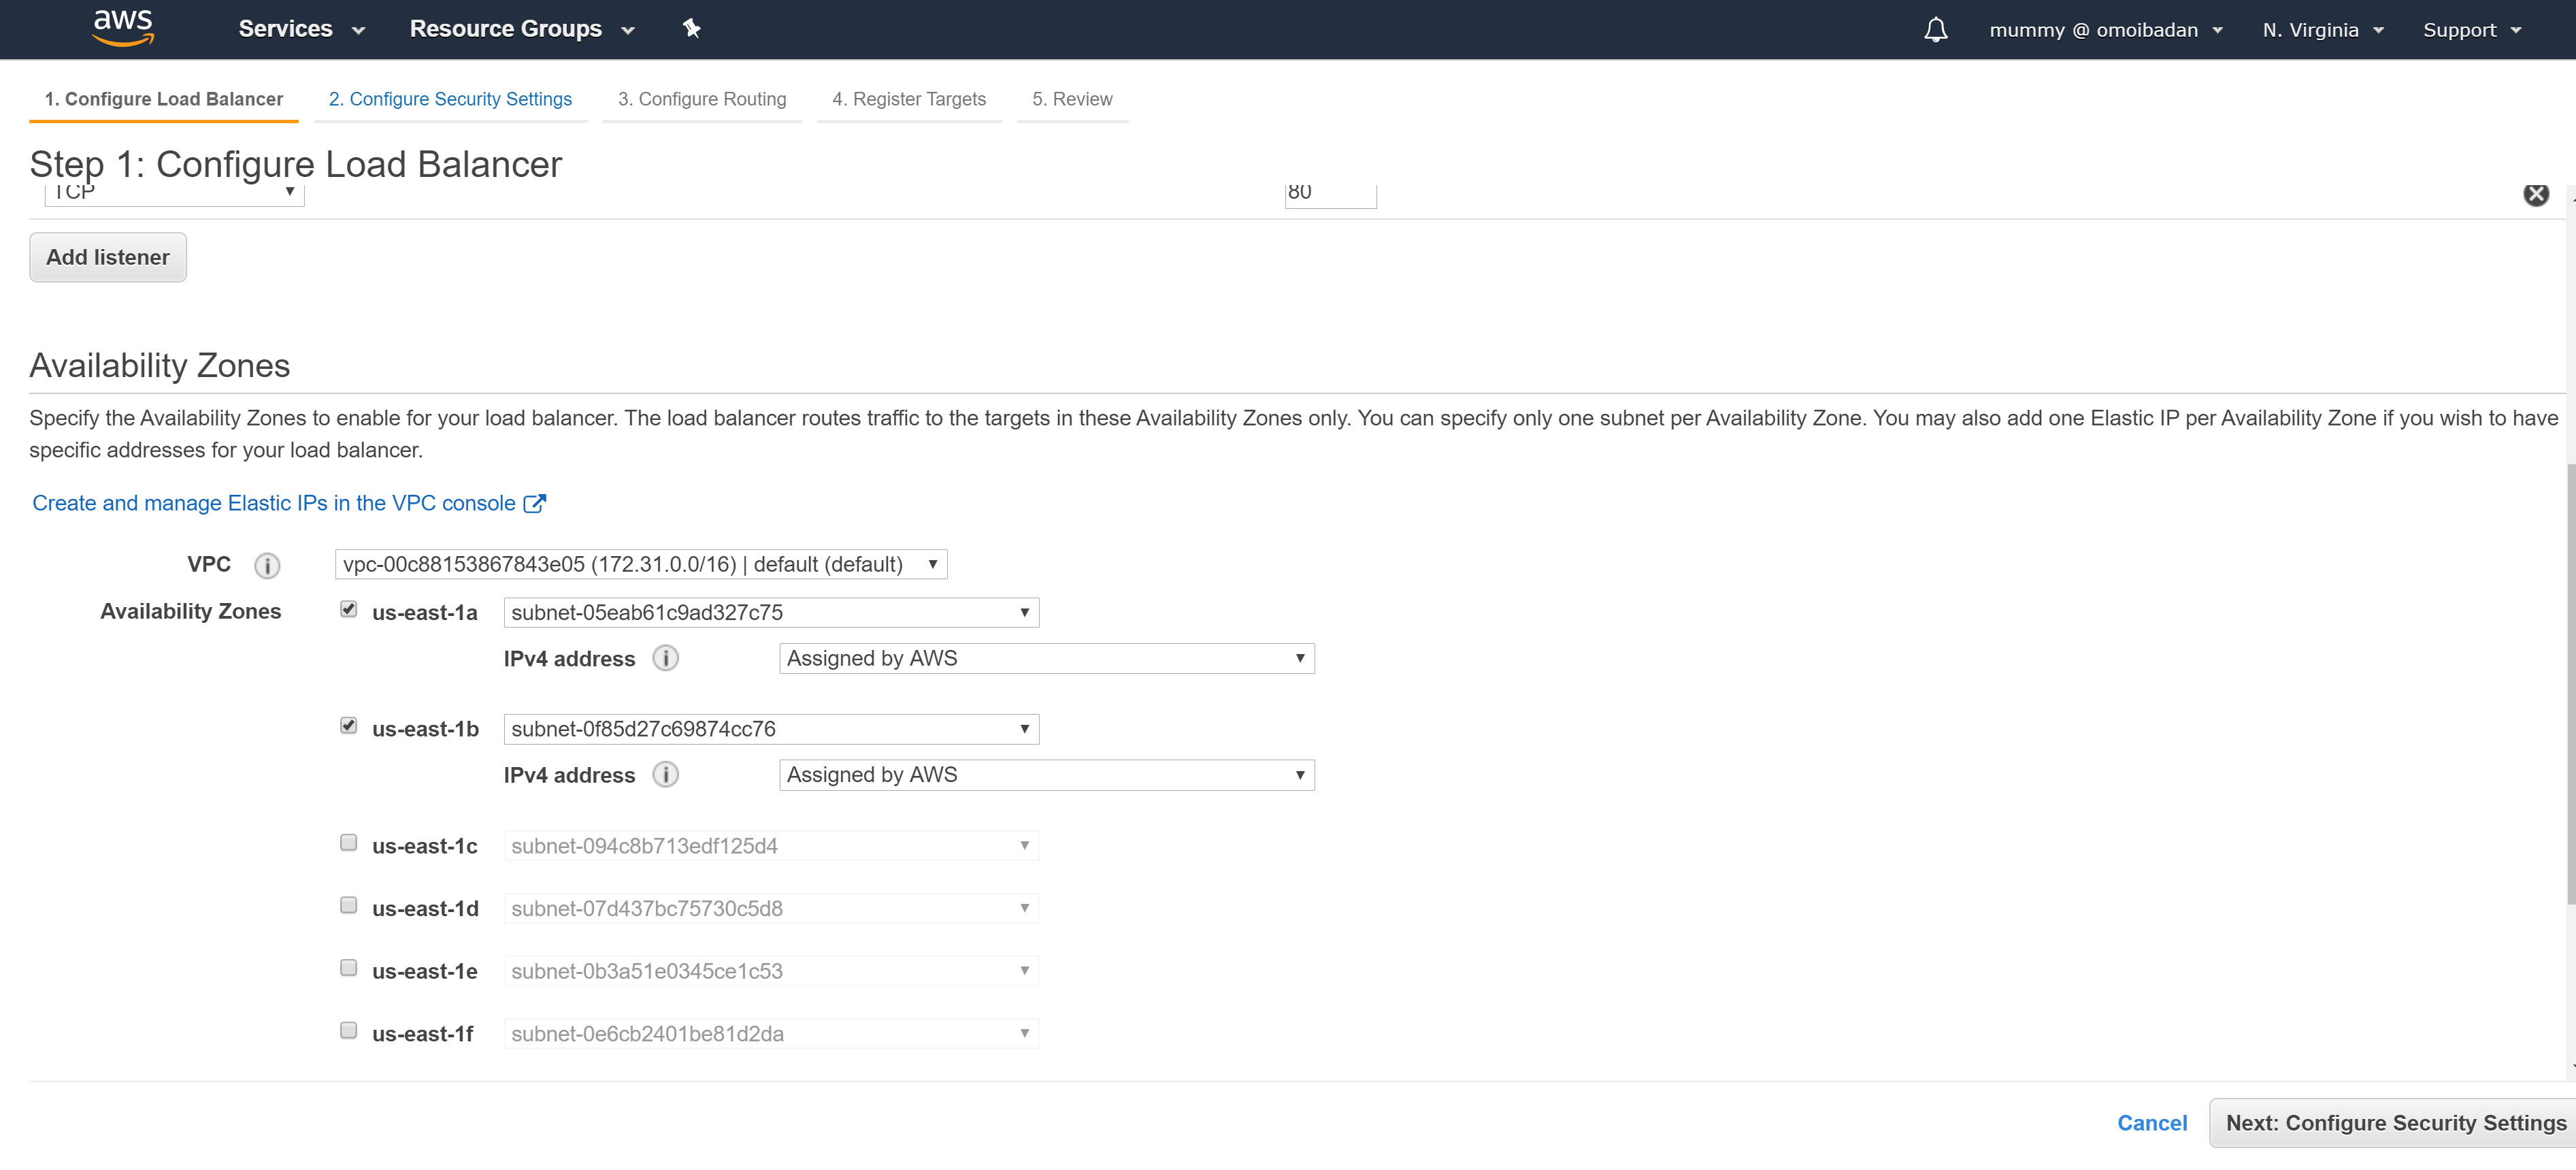 aws Services Resource Groups mummy @ omoibadan N. Virginia Support
1. Configure Load Balancer 2. Configure Security Settings 3. Configure Routing 4. Register Targets 5. Review
Step 1: Configure Load Balancer
TCP 80
Add listener
Availability Zones
Specify the Availability Zones to enable for your load balancer. The load balancer routes traffic to the targets in these Availability Zones only. You can specify only one subnet per Availability Zone. You may also add one Elastic IP per Availability Zone if you wish to have
specific addresses for your load balancer.
Create and manage Elastic IPs in the VPC console
VPC i vpc-00c88153867843e05 (172.31.0.0/16) | default (default)
Availability Zones us-east-1a subnet-05eab61c9ad327c75
IPv4 address i Assigned by AWS
us-east-1b subnet-0f85d27c69874cc76
IPv4 address i Assigned by AWS
us-east-1c subnet-094c8b713edf125d4
us-east-1d subnet-07d437bc75730c5d8
us-east-1e subnet-0b3a51e0345ce1c53
us-east-1f subnet-0e6cb2401be81d2da
Cancel Next: Configure Security Settings